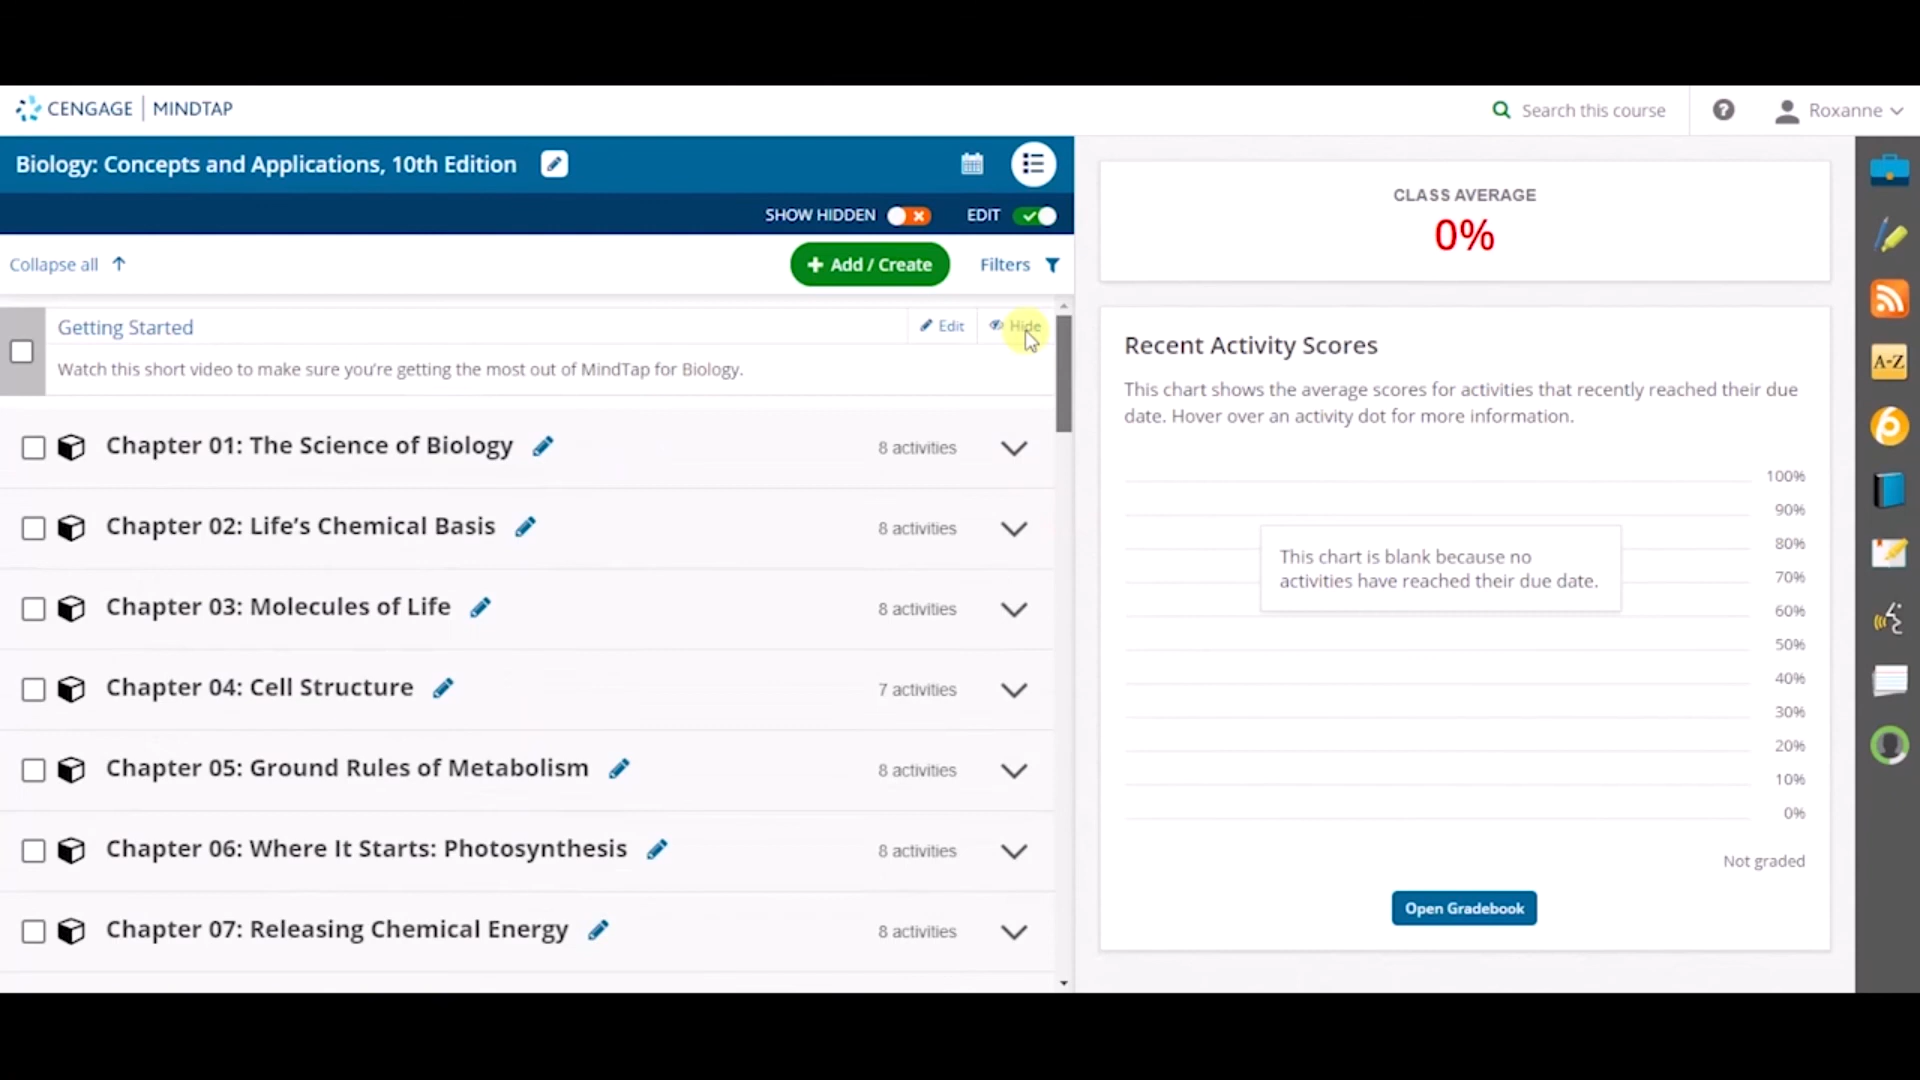 CENGAGE MINDTAP
Search this course
?
Roxanne
Biology: Concepts and Applications, 10th Edition
SHOW HIDDEN
EDIT
Collapse all
+ Add / Create
Filters
Getting Started
Edit
Hide
Watch this short video to make sure you're getting the most out of MindTap for Biology.
Chapter 01: The Science of Biology
8 activities
Chapter 02: Life's Chemical Basis
8 activities
Chapter 03: Molecules of Life
8 activities
Chapter 04: Cell Structure
7 activities
Chapter 05: Ground Rules of Metabolism
8 activities
Chapter 06: Where It Starts: Photosynthesis
8 activities
Chapter 07: Releasing Chemical Energy
8 activities
CLASS AVERAGE
0%
Recent Activity Scores
This chart shows the average scores for activities that recently reached their due
date. Hover over an activity dot for more information.
100%
90%
80%
70%
60%
50%
40%
30%
20%
10%
0%
This chart is blank because no
activities have reached their due date.
Not graded
Open Gradebook
A-Z